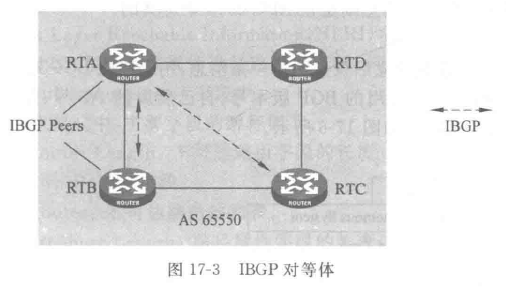 RTA
ROUTER
RTD
ROUTER
IBGP Peers
IBGP
RTB
ROUTER
RTC
ROUTER
AS 65550
图 17-3 IBGP 对等体